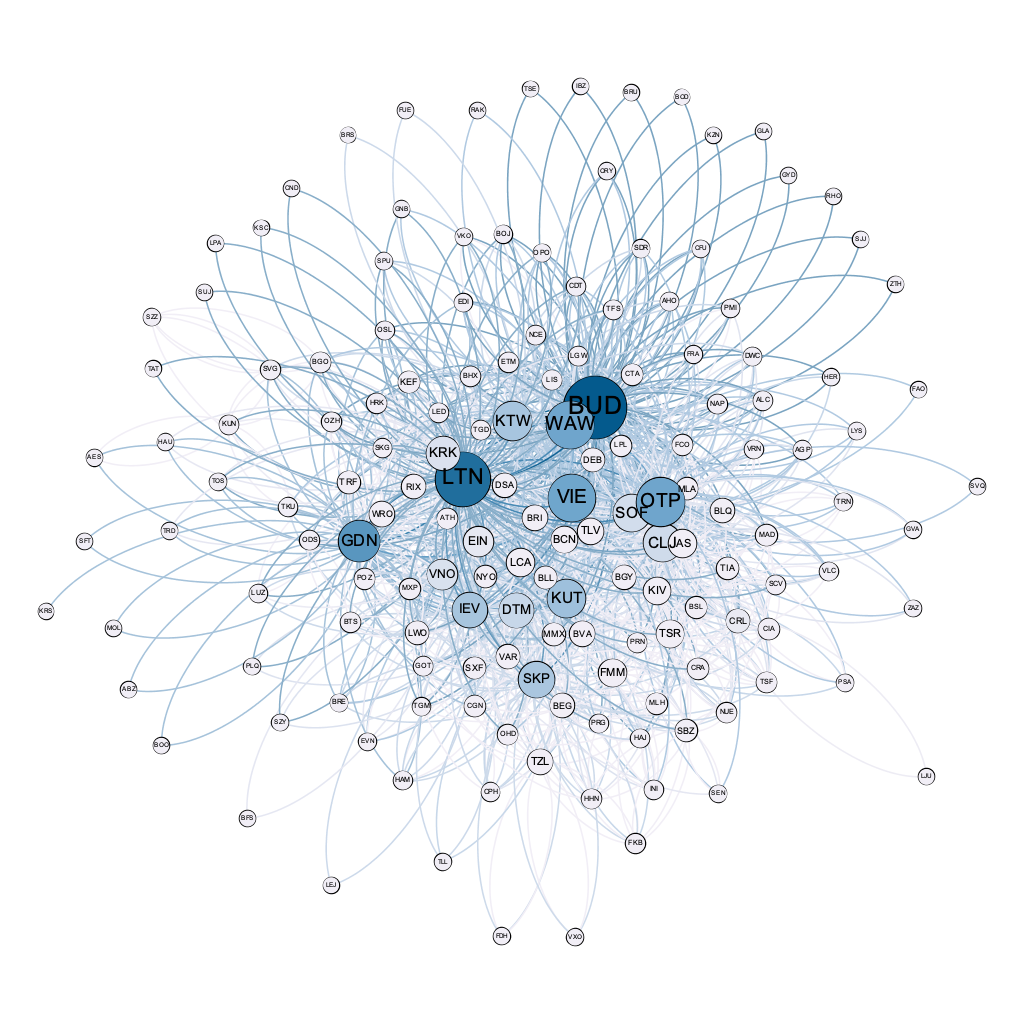 TSE
IBZ
BRU
FUE
RAK
BRS
KZN
GLA
GYD
CND
RHO
GNB
KSC
LPA
VKO
BOJ
SJJ
OPO
SDR
CFU
SPU
ZTH
CDT
SUJ
EDI
TFS
AHO
PMI
SZZ
OSL
NCE
LGW
FRA
DWC
TAT
SVG
BGO
ETM
BHX
LIS
CTA
HER
KEF
FAO
HRK
LED
NAP
ALC
BUD
KUN
OZH
TGD
KTW
WAW
LYS
HAU
AES
SKG
KRK
LPL
FCO
VRN
AGP
DEB
TOS
TRF
RIX
LTN
DSA
VIE
MLA
OTP
SVQ
TKU
WRO
ATH
BRI
SOF
BLQ
TRN
TRD
SFT
ODS
GDN
EIN
BCN
TLV
CLJ
IAS
MAD
GVA
LCA
TIA
VLC
POZ
VNO
NYO
BLL
BGY
SCV
LUZ
MXP
KIV
KRS
IEV
DTM
KUT
BSL
ZAZ
MOL
BTS
LWO
MMX
BVA
PRN
TSR
CRL
CIA
PLQ
GOT
SXF
VAR
SKP
FMM
CRA
TSF
PSA
ABZ
BRE
TGM
CGN
BEG
MLH
NUE
SZY
OHD
PRG
SBZ
BOO
EVN
HAJ
TZL
LJU
HAM
CPH
HHN
INI
SEN
BFS
FKB
TLL
LEJ
FDH
VXO